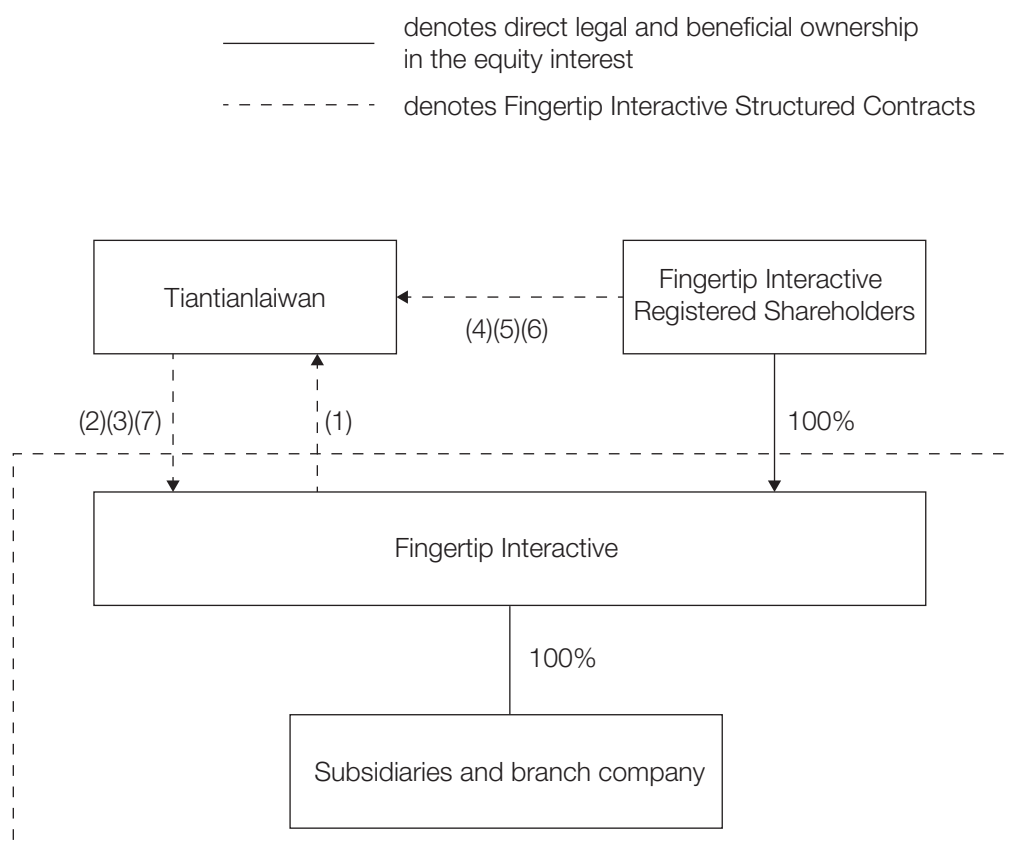 denotes direct legal and beneficial ownership
in the equity interest
denotes Fingertip Interactive Structured Contracts
Tiantianlaiwan
Fingertip Interactive
Registered Shareholders
(4)(5)(6)
(2)(3)(7)
(1)
100%
Fingertip Interactive
100%
Subsidiaries and branch company